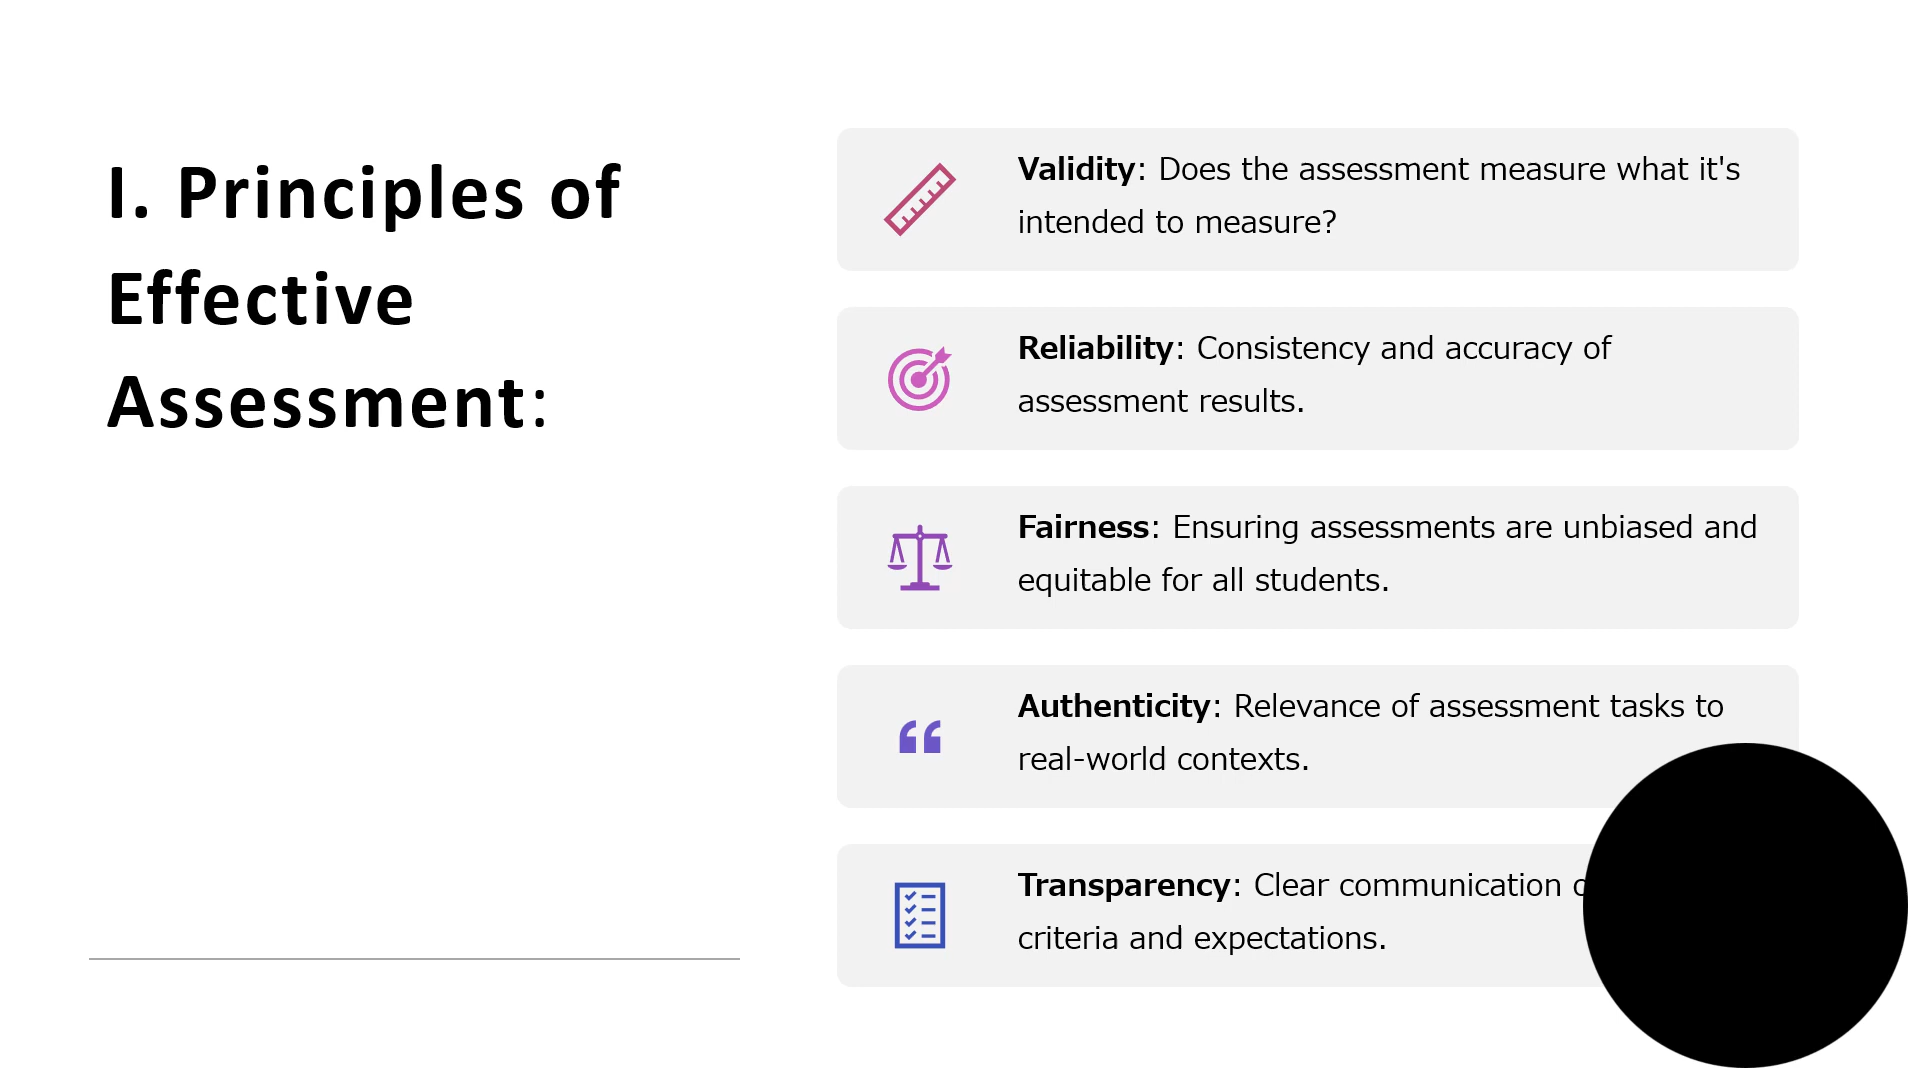 I. Principles of
Effective
Assessment:
Validity: Does the assessment measure what it's
intended to measure?
Reliability: Consistency and accuracy of
assessment results.
Fairness: Ensuring assessments are unbiased and
equitable for all students.
Authenticity: Relevance of assessment tasks to
real-world contexts.
Transparency: Clear communication
criteria and expectations.